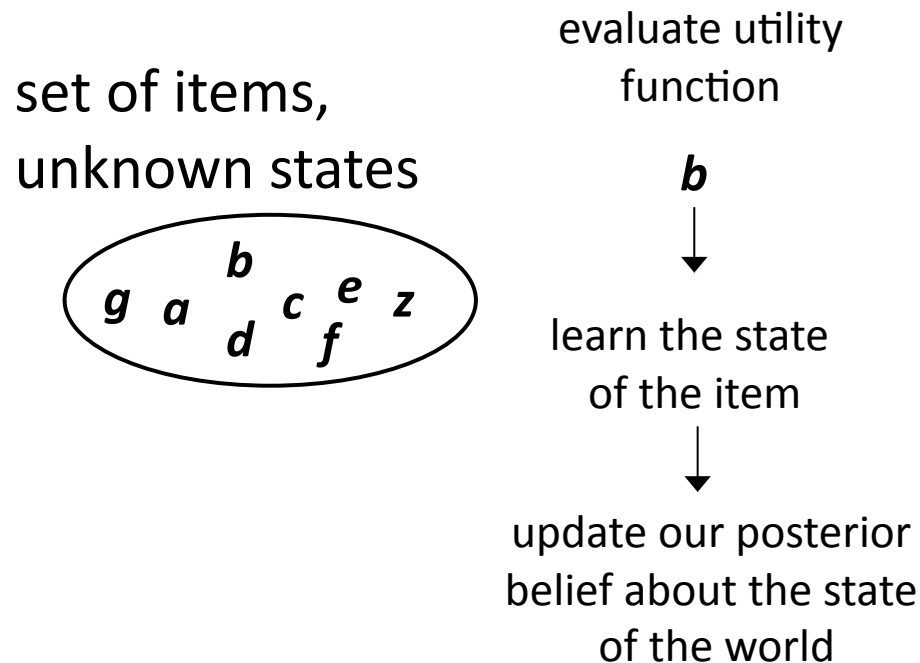 set of items,
unknown states
b
g a c e z
d f
evaluate utility
function
b
learn the state
of the item
update our posterior
belief about the state
of the world